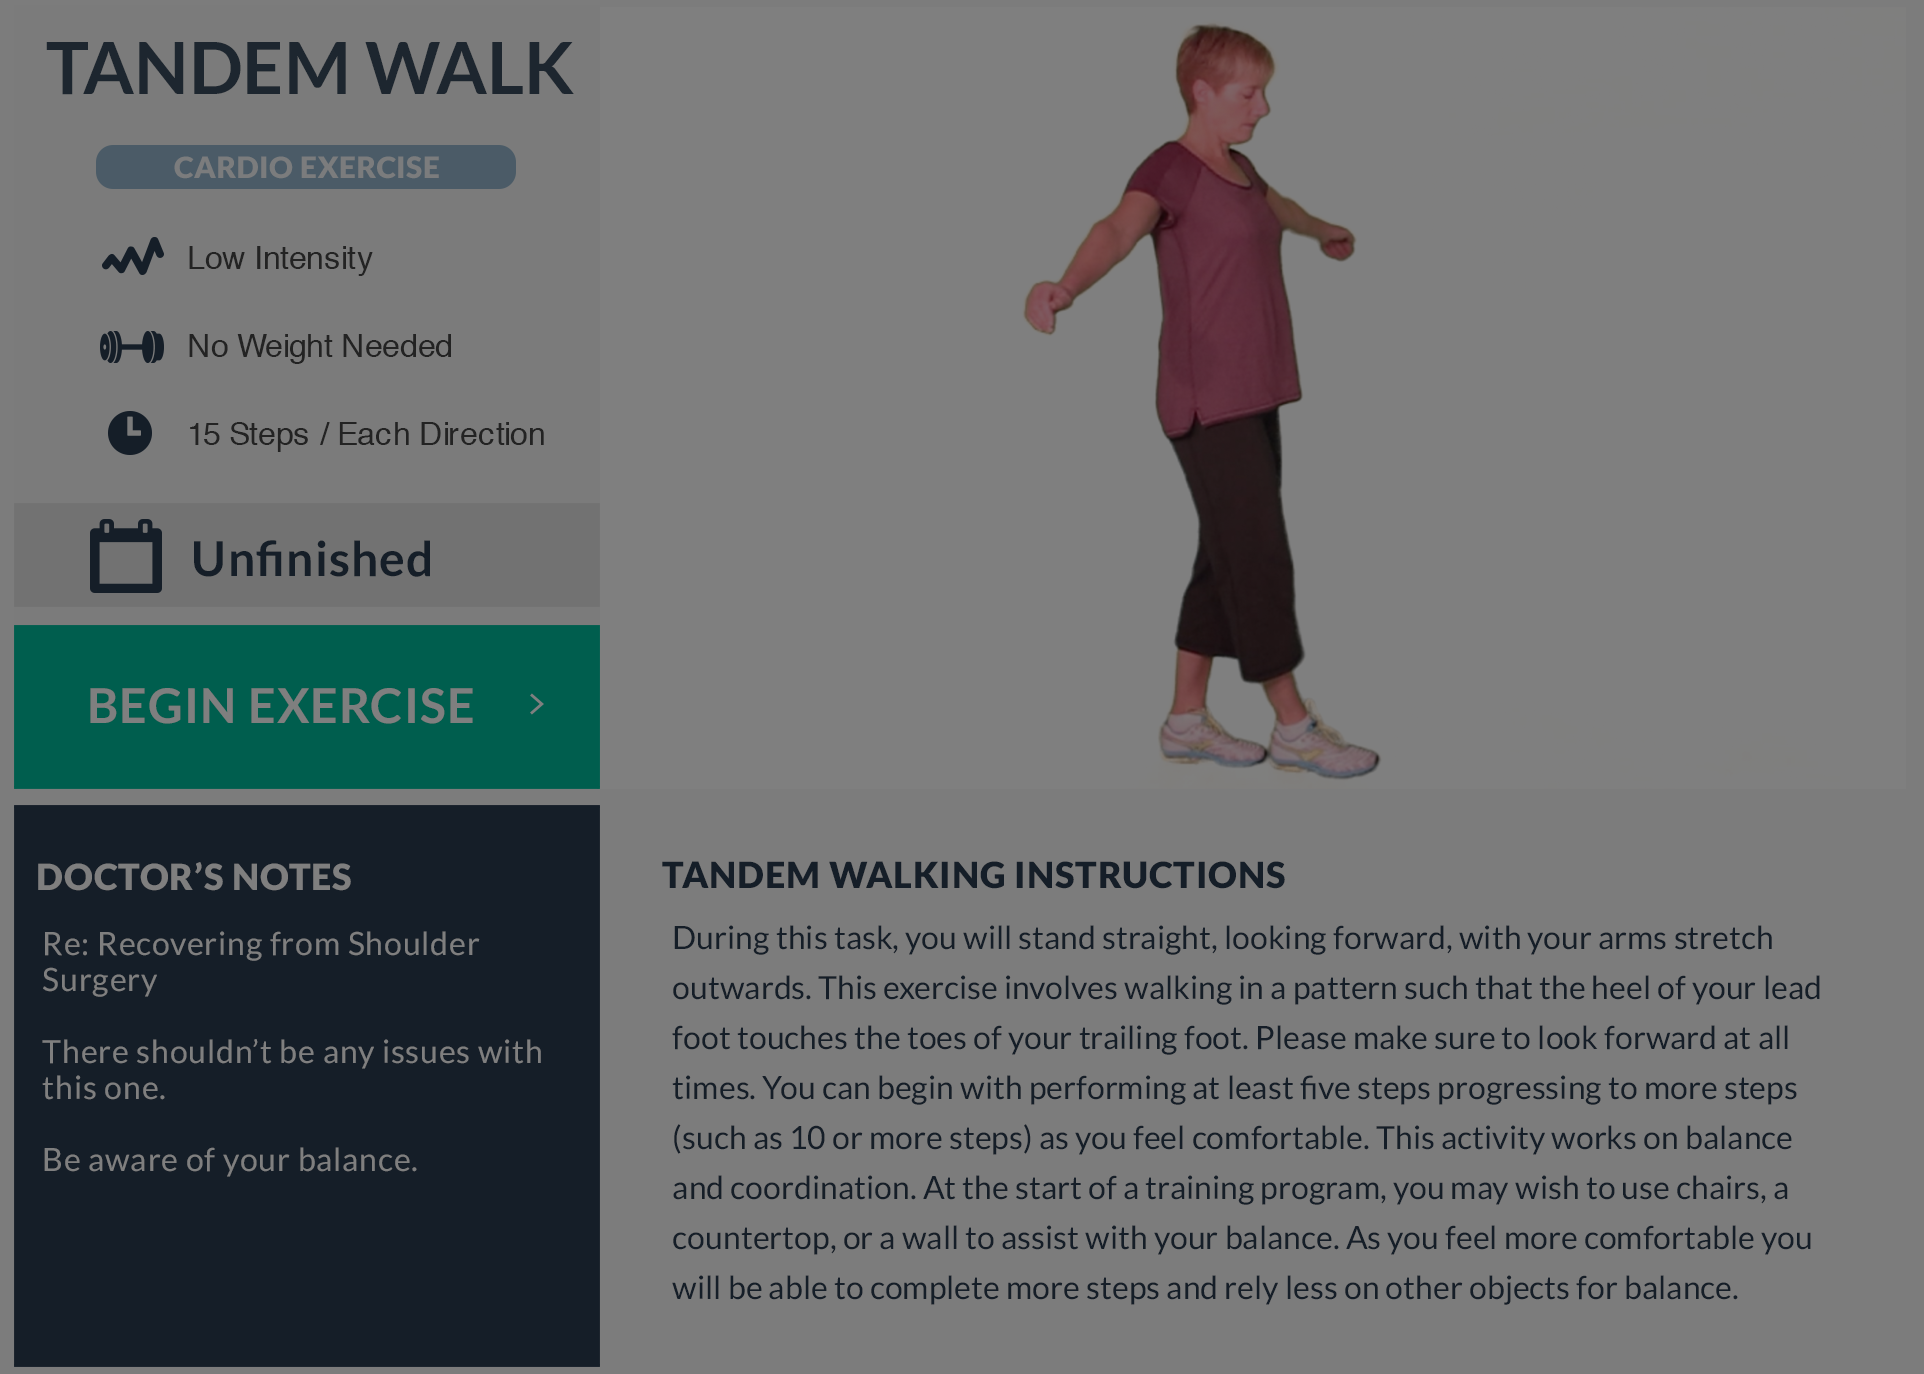 TANDEM WALK
CARDIO EXERCISE
Low Intensity
No Weight Needed
15 Steps / Each Direction
Unfinished
BEGIN EXERCISE
DOCTOR’S NOTES
Re: Recovering from Shoulder
Surgery
There shouldn’t be any issues with
this one.
Be aware of your balance.
TANDEM WALKING INSTRUCTIONS
During this task, you will stand straight, looking forward, with your arms stretch
outwards. This exercise involves walking in a pattern such that the heel of your lead
foot touches the toes of your trailing foot. Please make sure to look forward at all
times. You can begin with performing at least five steps progressing to more steps
(such as 10 or more steps) as you feel comfortable. This activity works on balance
and coordination. At the start of a training program, you may wish to use chairs, a
countertop, or a wall to assist with your balance. As you feel more comfortable you
will be able to complete more steps and rely less on other objects for balance.